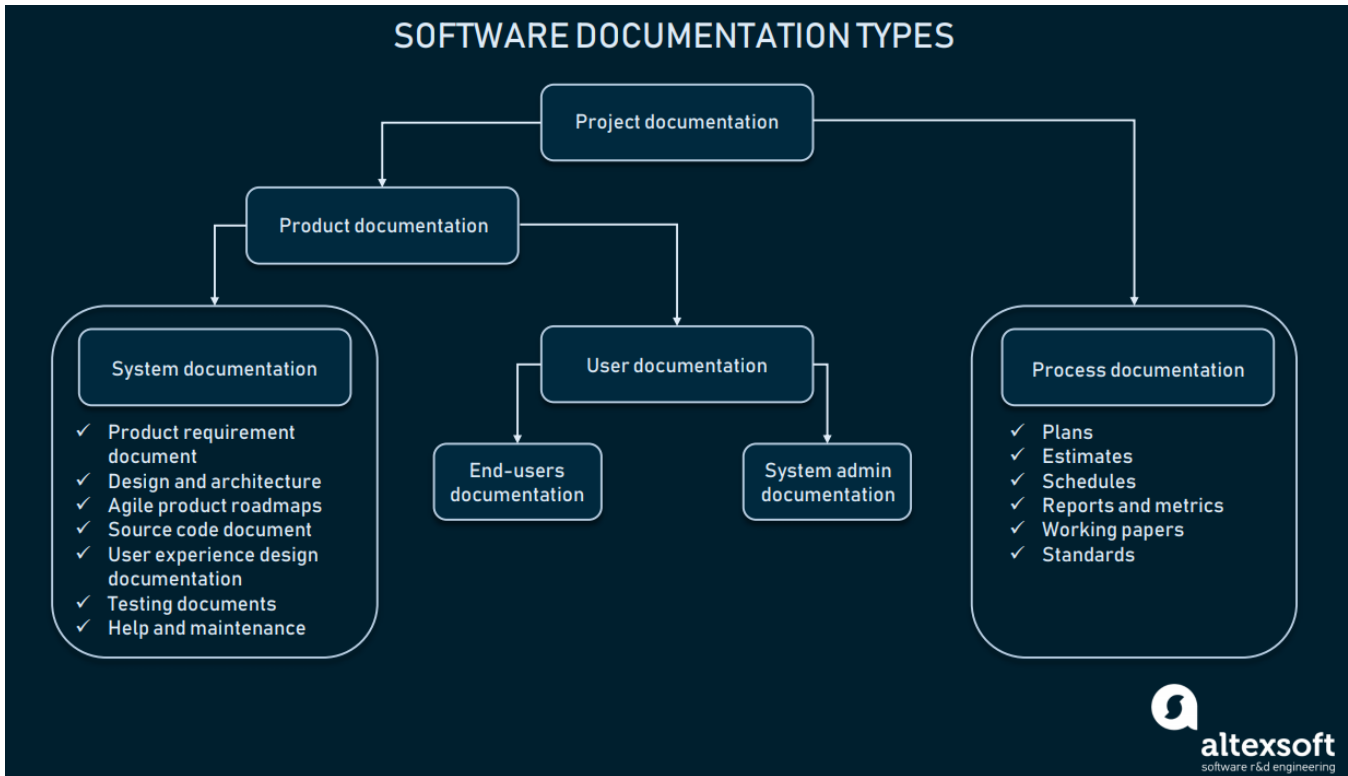 SOFTWARE DOCUMENTATION TYPES
Project documentation
Product documentation
System documentation
✓ Product requirement
document
✓ Design and architecture
✓ Agile product roadmaps
✓ Source code document
✓ User experience design
documentation
✓ Testing documents
✓ Help and maintenance
User documentation
End-users
documentation
System admin
documentation
Process documentation
✓ Plans
✓ Estimates
✓ Schedules
✓ Reports and metrics
✓ Working papers
✓ Standards
altexsoft
software r&d engineering